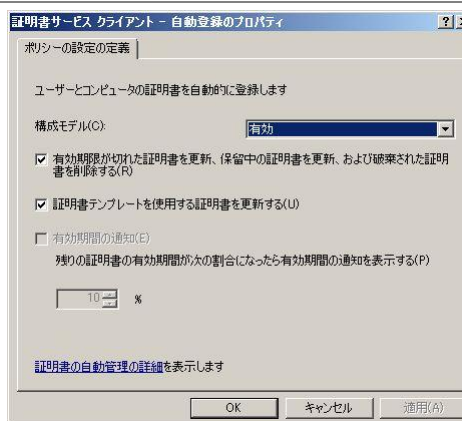 証明書サービス クライアント - 自動登録のプロパティ
ポリシーの設定の定義
ユーザーとコンピュータの証明書を自動的に登録します
構成モデル(C):
有効
有効期限が切れた証明書を更新、保留中の証明書を更新、および破棄された証明
書を削除する(R)
証明書テンプレートを使用する証明書を更新する(U)
有効期間の通知(E)
残りの証明書の有効期間が次の割合になったら有効期間の通知を表示する(P)
10 %
証明書の自動管理の詳細を表示します
OK キャンセル 適用(A)